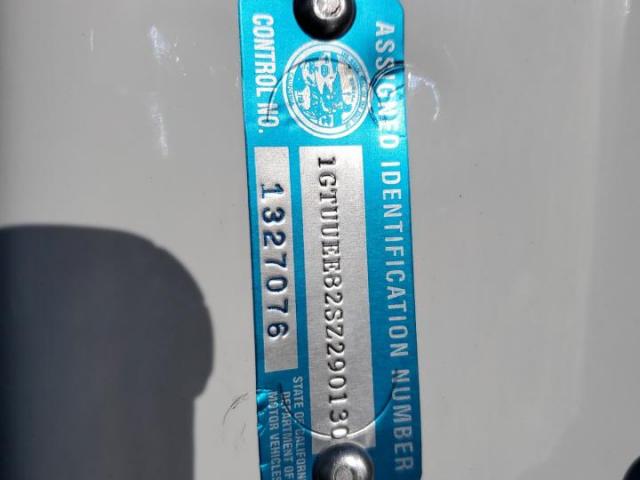 ASSIGNED IDENTIFICATION NUMBER
1GTUUEE82SZ290130
CONTROL NO.
1327076
STATE OF CALIFORNIA
DEPARTMENT OF
MOTOR VEHICLES